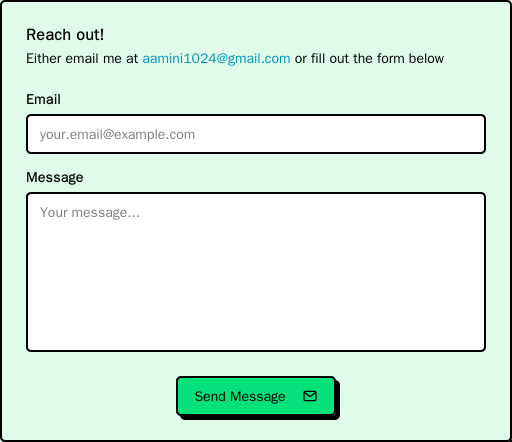 Reach out!
Either email me at aamini1024@gmail.com or fill out the form below
Email
your.email@example.com
Message
Your message...
Send Message